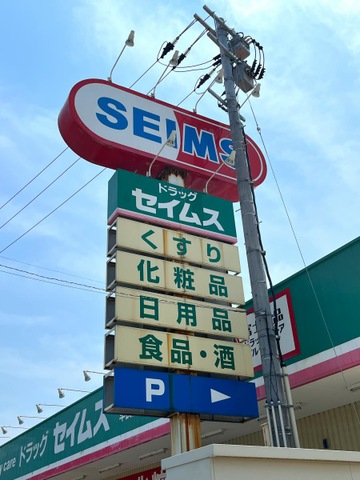 SEIMS
ドラッグ
セイムス
くすり
化粧品
日用品
食品・酒
P
care ドラッグ セイムス